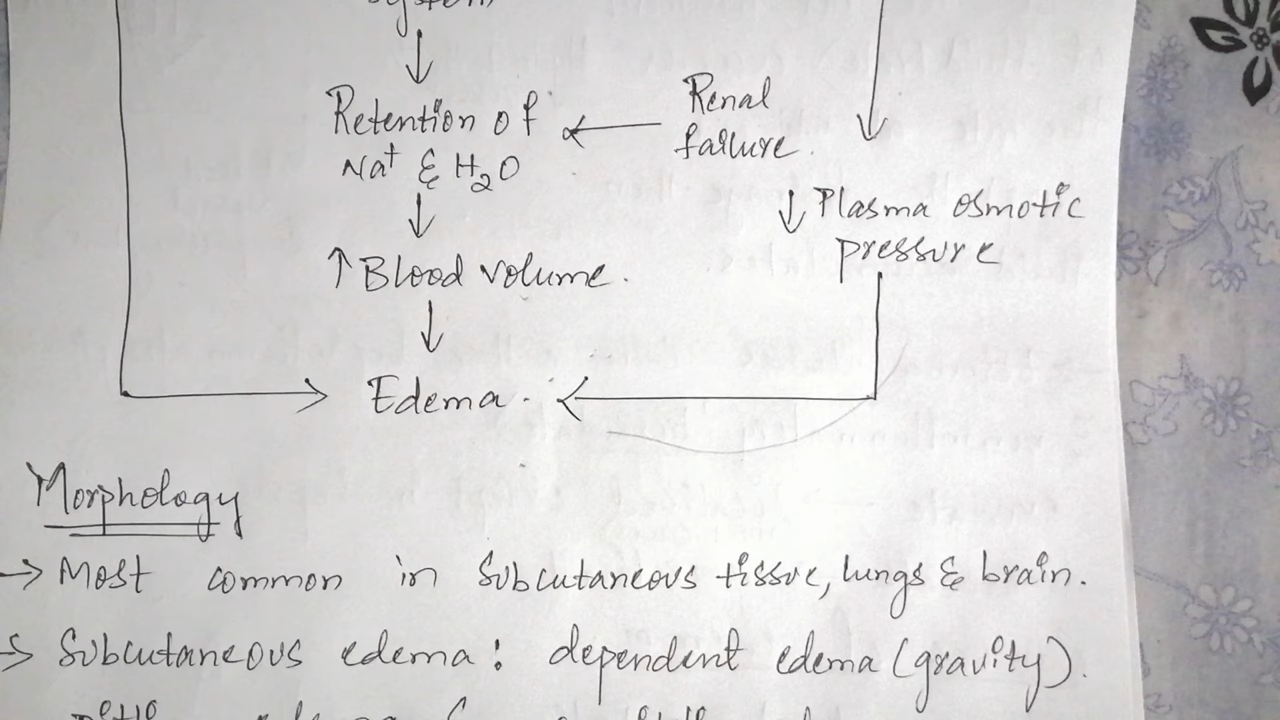 System
↓
Retention of ← Renal failure.
Na⁺ & H₂O
↓
↓ Plasma osmotic pressure
↑ Blood volume.
↓
Edema.
Morphology
→ Most common in Subcutaneous tissue, lungs & brain.
→ Subcutaneous edema: dependent edema (gravity).